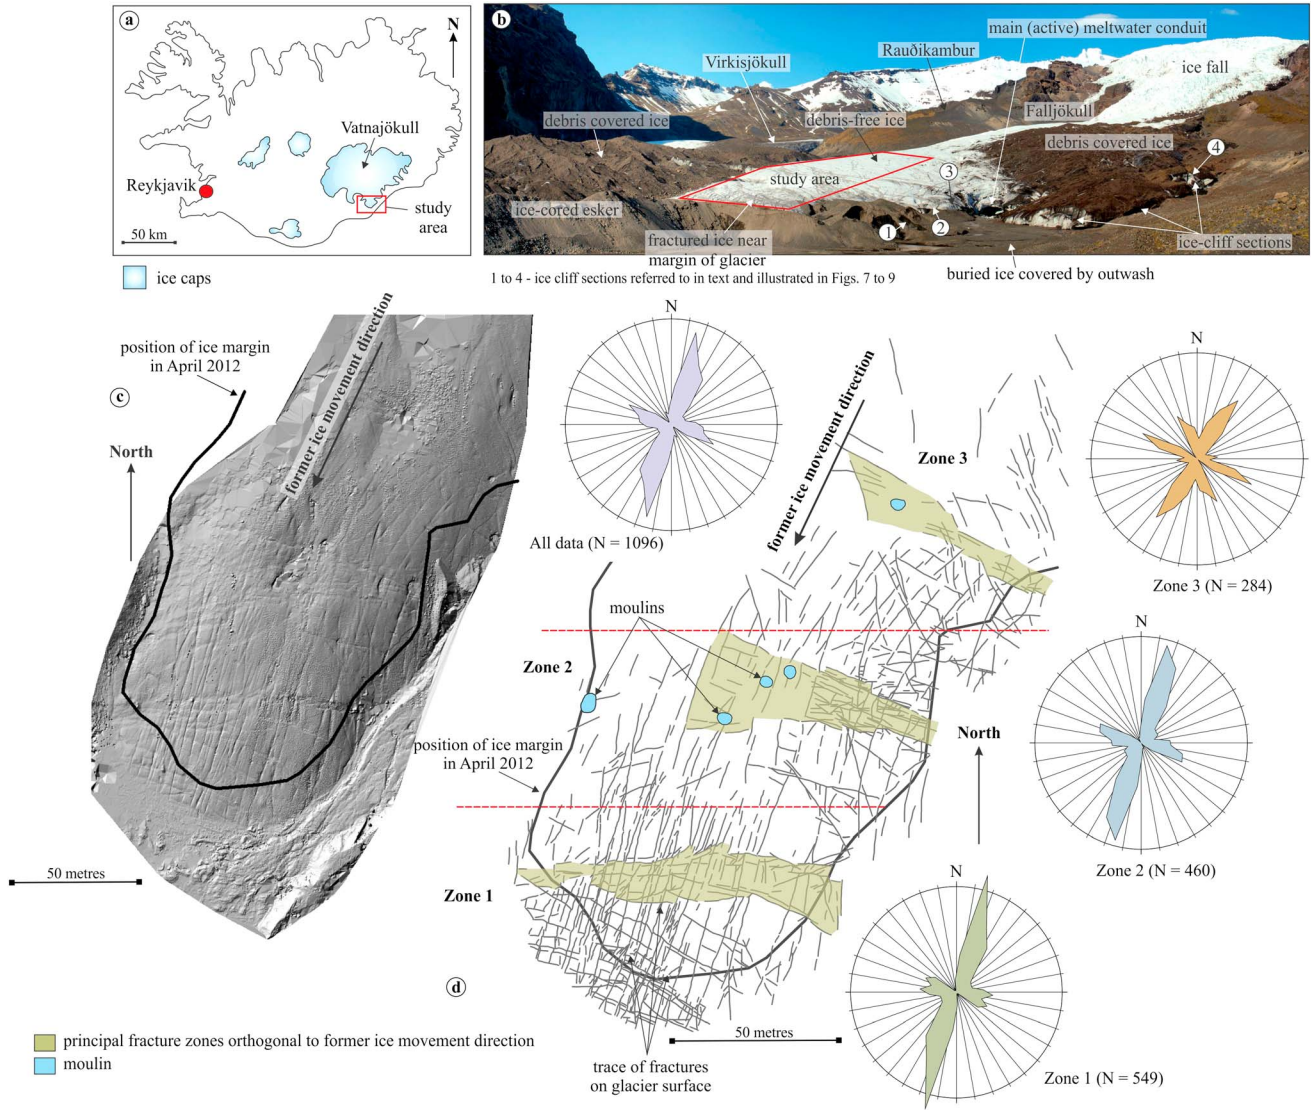 a
N
Vatnajökull
Reykjavik
study
area
50 km
ice caps
b
main (active) meltwater conduit
Rauðikambur
Virkisjökull
ice fall
debris covered ice
debris-free ice
Falljökull
debris covered ice
4
study area
3
ice-cored esker
1
2
fractured ice near
margin of glacier
ice-cliff sections
buried ice covered by outwash
1 to 4 - ice cliff sections referred to in text and illustrated in Figs. 7 to 9
c
position of ice margin
in April 2012
North
former ice movement direction
50 metres
N
All data (N = 1096)
former ice movement direction
Zone 3
N
Zone 3 (N = 284)
moulins
Zone 2
N
Zone 2 (N = 460)
North
position of ice margin
in April 2012
Zone 1
N
Zone 1 (N = 549)
d
50 metres
trace of fractures
on glacier surface
principal fracture zones orthogonal to former ice movement direction
moulin